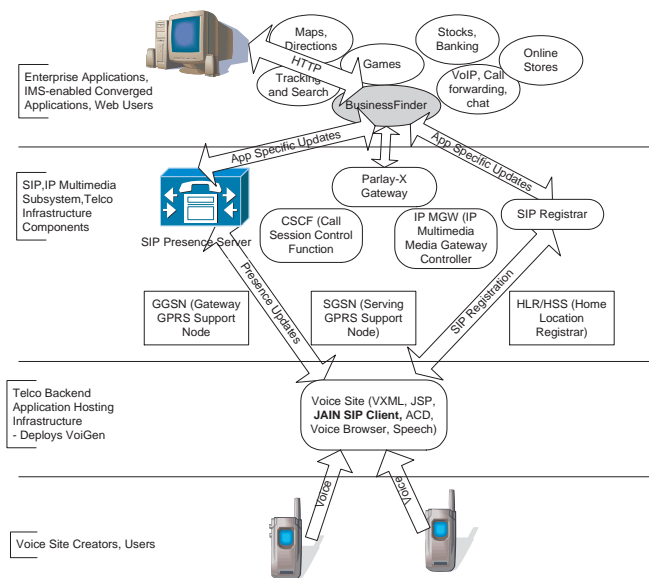 Maps,
Directions
Stocks,
Banking
Online
Stores
Games
HTTP
Tracking
and Search
VoIP, Call
forwarding,
chat
BusinessFinder
Enterprise Applications,
IMS-enabled Converged
Applications, Web Users
App Specific Updates
App Specific Updates
SIP,IP Multimedia
Subsystem,Telco
Infrastructure
Components
Parlay-X
Gateway
SIP Presence Server
CSCF (Call
Session Control
Function
IP MGW (IP
Multimedia
Media Gateway
Controller
SIP Registrar
Presence Updates
SIP Registration
GGSN (Gateway
GPRS Support
Node
SGSN (Serving
GPRS Support
Node)
HLR/HSS (Home
Location
Registrar)
Telco Backend
Application Hosting
Infrastructure
- Deploys VoiGen
Voice Site (VXML, JSP,
JAIN SIP Client, ACD,
Voice Browser, Speech)
Voice
Voice
Voice Site Creators, Users